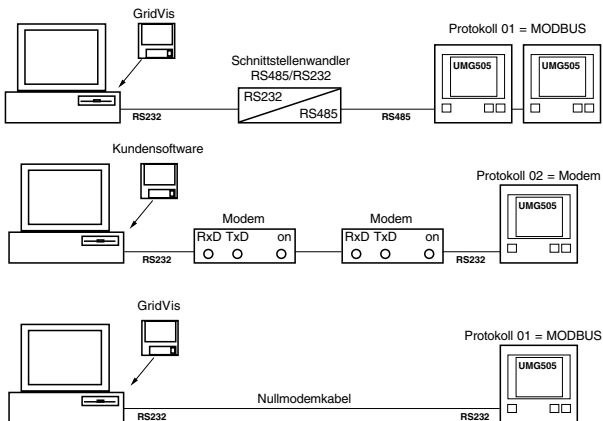 GridVis
Protokoll 01 = MODBUS
Schnittstellenwandler
RS485/RS232
UMG505
UMG505
RS232
RS485
RS232
RS485
Kundensoftware
Protokoll 02 = Modem
Modem
Modem
UMG505
RxD TxD on
RxD TxD on
RS232
RS232
GridVis
Protokoll 01 = MODBUS
UMG505
Nullmodemkabel
RS232
RS232